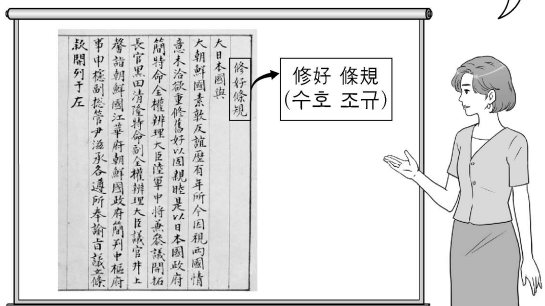 修好條規
大日本國與
大朝鮮國素敦友誼歷有年所今因視兩國情
意未洽欲重修舊好以固親睦是以日本國政府
簡特命全權辨理大臣陸軍中將兼參議開拓
長官黑田清隆特命副全權辨理大臣議官井上
馨詣朝鮮國江華府朝鮮國政府簡判中樞府
事申櫶副摠管尹滋承各遵所奉諭旨議立條
款開列于左
修好 條規
(수호 조규)